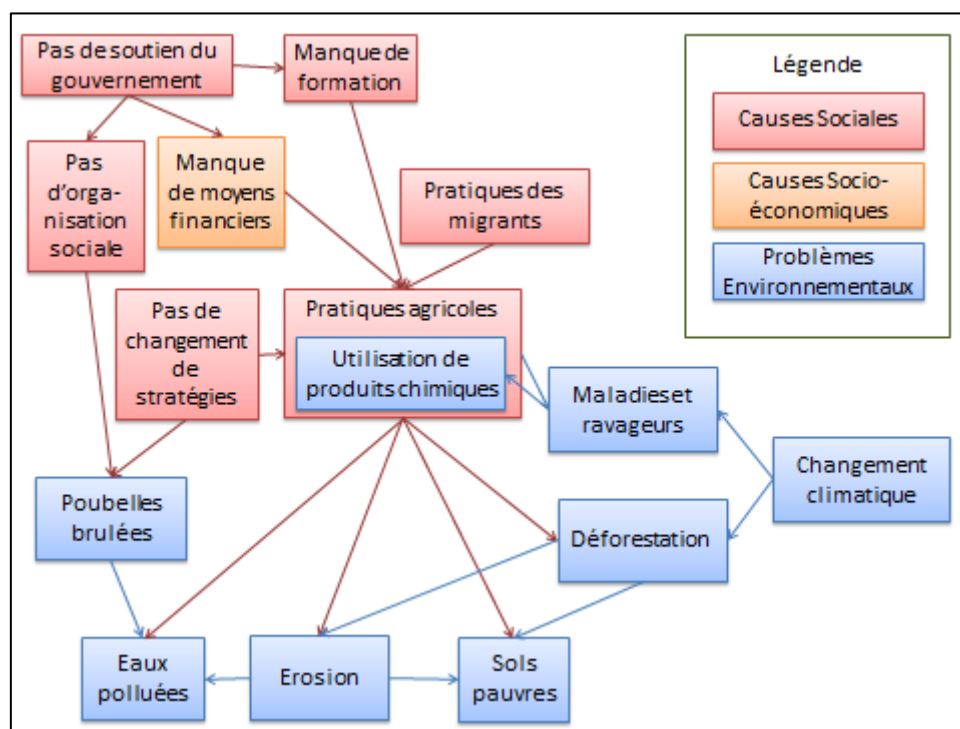 Pas de soutien du
gouvernement
Manque de
formation
Légende
Causes Sociales
Causes Socio-
économiques
Problèmes
Environnementaux
Pas
d'orga-
nisation
sociale
Manque
de moyens
financiers
Pratiques des
migrants
Pas de
changement
de
stratégies
Pratiques agricoles
Utilisation de
produits chimiques
Maladies et
ravageurs
Changement
climatique
Poubelles
brulées
Déforestation
Eaux
polluées
Erosion
Sols
pauvres